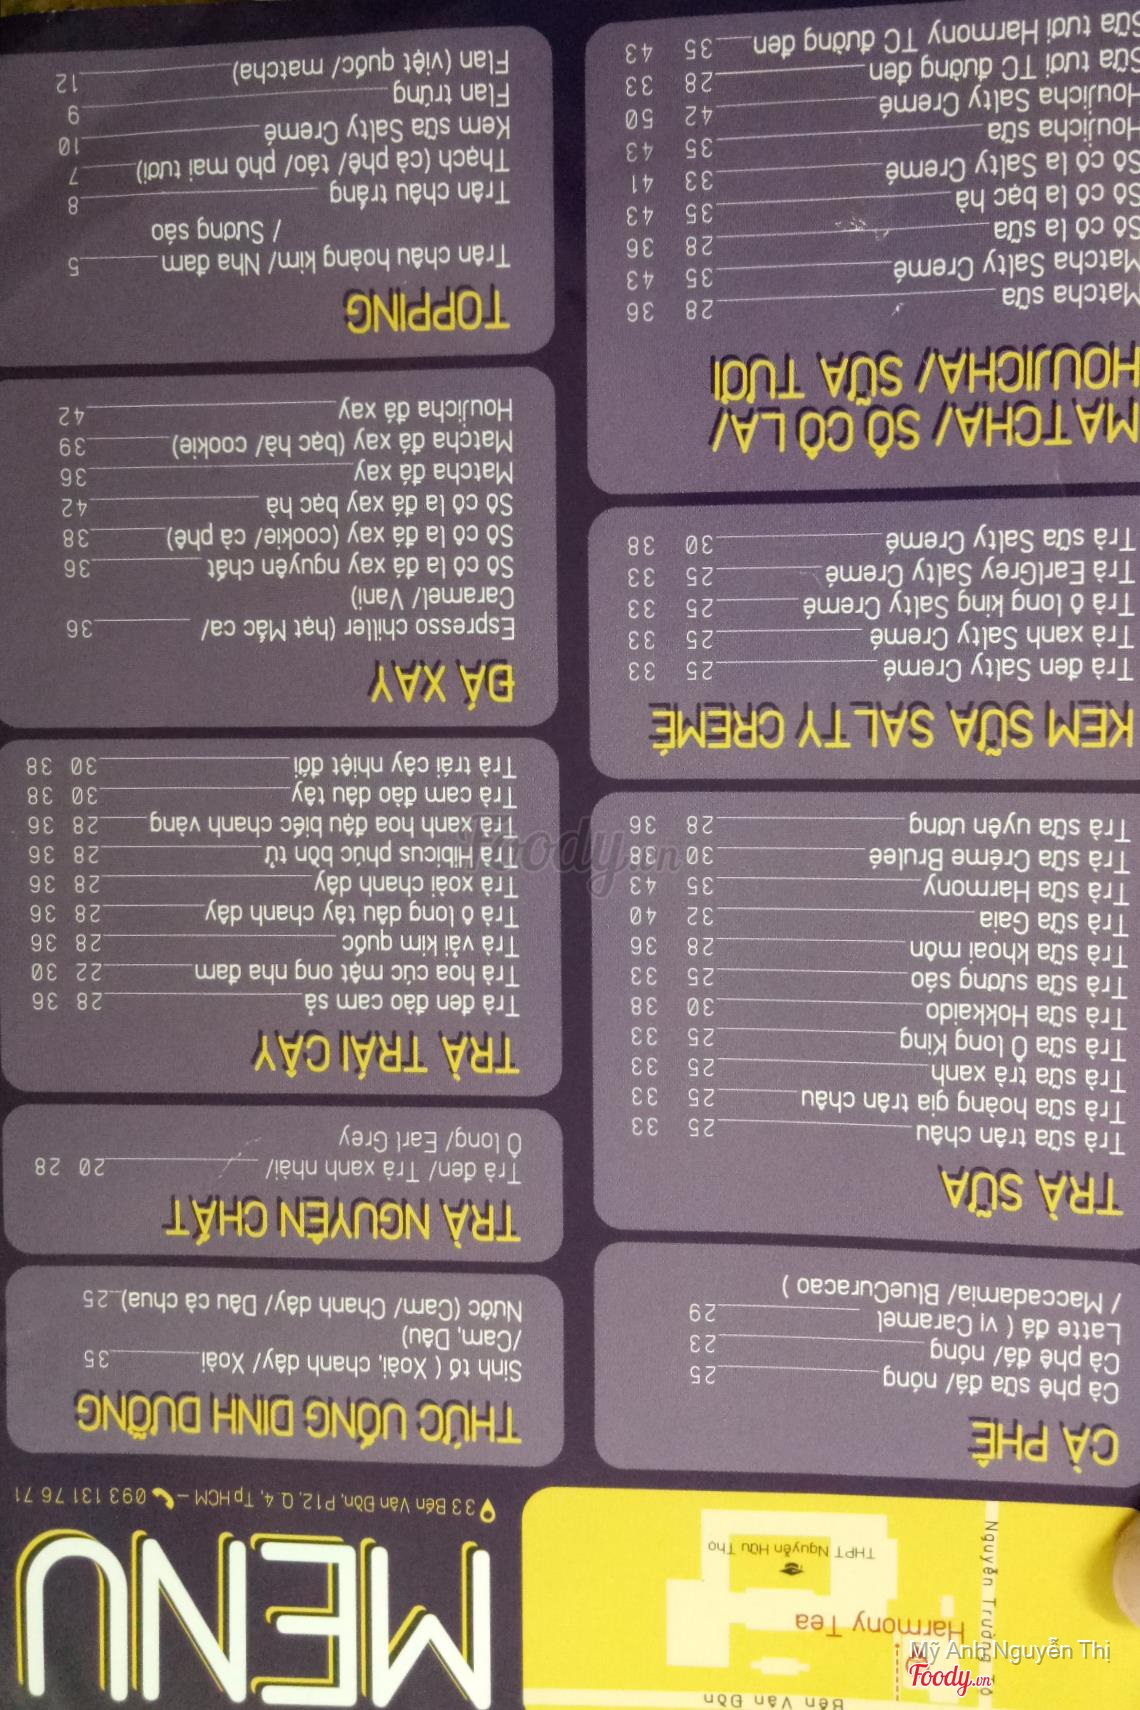 Bến Vân Đồn
Nguyễn Trường Tộ
Harmony Tea
THPT Nguyễn Hữu Thọ
MENU
33 Bến Vân Đồn, P12, Q.4, TpHCM – 093 131 76 71
CÀ PHÊ
Cà phê sữa đá/ nóng 25
Cà phê đá/ nóng 23
Latte đá ( vị Caramel 29
/ Maccadamia/ BlueCuracao )
TRÀ SỮA
Trà sữa trân châu 25 33
Trà sữa hoàng gia trân châu 25 33
Trà sữa trà xanh 25 33
Trà sữa Ô long King 25 33
Trà sữa Hokkaido 30 38
Trà sữa sương sáo 25 33
Trà sữa khoai môn 28 36
Trà sữa Gaia 32 40
Trà sữa Harmony 35 43
Trà sữa Crémе Bruleé 30 38
Trà sữa uyên ương 28 36
KEM SỮA SALTY CREMÉ
Trà đen Salty Cremé 25 33
Trà xanh Salty Cremé 25 33
Trà ô long king Salty Cremé 25 33
Trà EarlGrey Salty Cremé 25 33
Trà sữa Salty Cremé 30 38
MATCHA/ SÔ CÔ LA/
HOUJICHA/ SỮA TƯƠI
Matcha sữa 28 36
Matcha Salty Cremé 35 43
Sô cô la sữa 28 36
Sô cô la bạc hà 35 43
Sô cô la Salty Cremé 33 41
Houjicha sữa 35 43
Houjicha Salty Cremé 42 50
Sữa tươi TC đường đen 28 33
Sữa tươi Harmony TC đường đen 35 43
THỨC UỐNG DINH DƯỠNG
Sinh tố ( Xoài, chanh dây/ Xoài 35
/Cam, Dâu)
Nước (Cam/ Chanh dây/ Dâu cà chua) 25
TRÀ NGUYÊN CHẤT
Trà đen/ Trà xanh nhài/ 20 28
Ô long/ Earl Grey
TRÀ TRÁI CÂY
Trà đen đào cam sả 28 36
Trà hoa cúc mật ong nha đam 22 30
Trà vải kim quốc 28 36
Trà ô long dâu tây chanh dây 28 36
Trà xoài chanh dây 28 36
Trà Hibicus phúc bồn tử 28 36
Trà xanh hoa đậu biếc chanh vàng 28 36
Trà cam đào dâu tây 30 38
Trà trái cây nhiệt đới 30 38
ĐÁ XAY
Espresso chiller (hạt Mắc ca/ 36
Caramel/ Vani)
Sô cô la đá xay nguyên chất 36
Sô cô la đá xay (cookie/ cà phê) 38
Sô cô la đá xay bạc hà 42
Matcha đá xay 36
Matcha đá xay (bạc hà/ cookie) 39
Houjicha đá xay 42
TOPPING
Trân châu hoàng kim/ Nha đam 5
/ Sương sáo
Trân châu trắng 8
Thạch (cà phê/ táo/ phô mai tươi) 7
Kem sữa Salty Cremé 10
Flan trứng 9
Flan (việt quốc/ matcha) 12
Foody.vn
Mỹ Anh Nguyễn Thị
Foody.vn